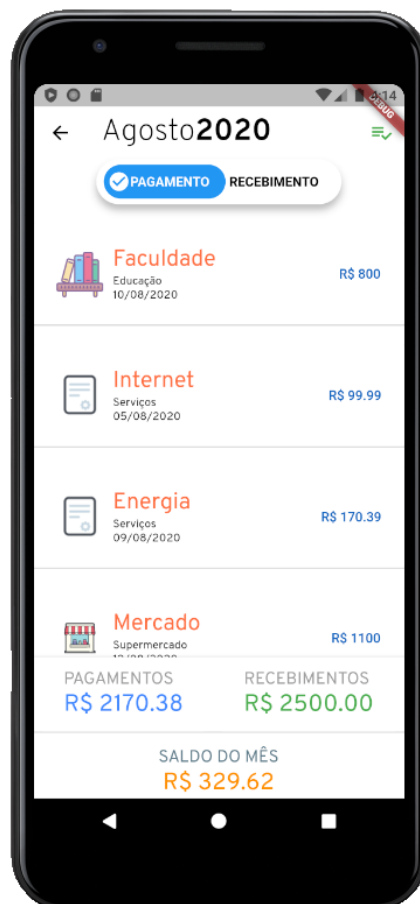 4:14
DEBUG
Agosto2020
PAGAMENTO RECEBIMENTO
Faculdade
Educação
10/08/2020
R$ 800
Internet
Serviços
05/08/2020
R$ 99.99
Energia
Serviços
09/08/2020
R$ 170.39
Mercado
Supermercado
R$ 1100
PAGAMENTOS RECEBIMENTOS
R$ 2170.38 R$ 2500.00
SALDO DO MÊS
R$ 329.62